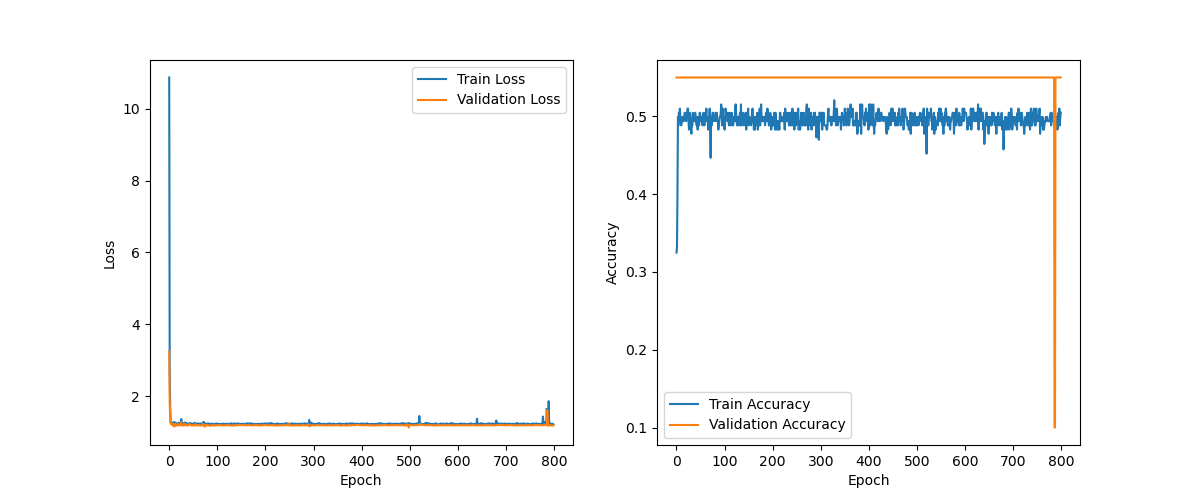 Train Loss
Validation Loss
10
8
6
4
2
Loss
0 100 200 300 400 500 600 700 800
Epoch
0.5
0.4
0.3
0.2
0.1
Accuracy
Train Accuracy
Validation Accuracy
0 100 200 300 400 500 600 700 800
Epoch